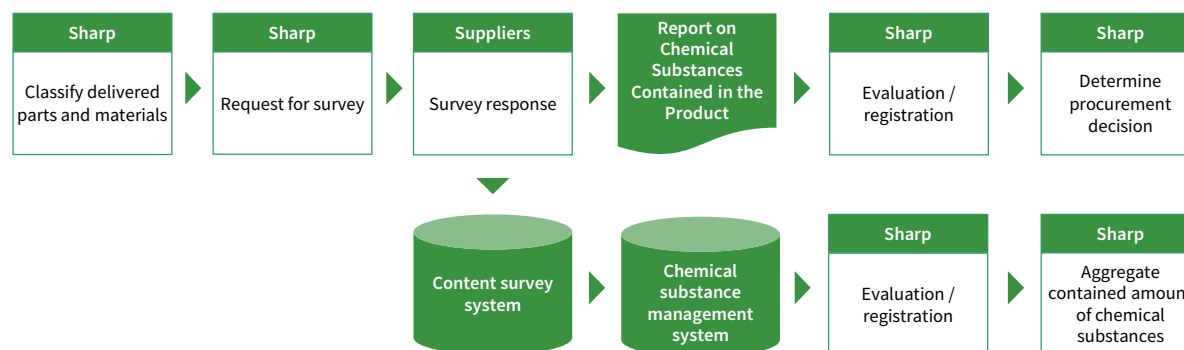 Sharp
Classify delivered
parts and materials
Sharp
Request for survey
Suppliers
Survey response
Report on
Chemical
Substances
Contained in the
Product
Sharp
Evaluation /
registration
Sharp
Determine
procurement
decision
Content survey
system
Chemical
substance
management
system
Sharp
Evaluation /
registration
Sharp
Aggregate
contained amoun
of chemical
substances